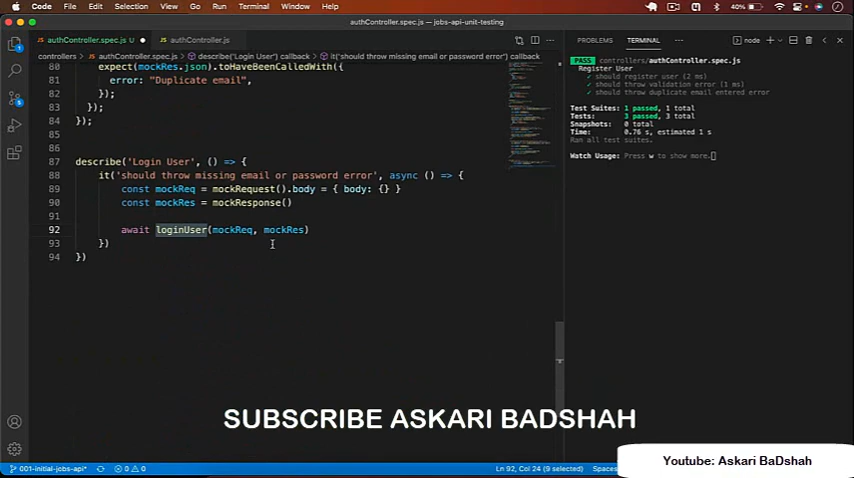 Code File Edit Selection View Go Run Terminal Window Help
40%
authController.spec.js — jobs-api-unit-testing
JS authController.spec.js U
JS authController.js
controllers > JS authController.spec.js > describe('Login User') callback > it('should throw missing email or password error') callback
80 expect(mockRes.json).toHaveBeenCalledWith({
81 error: "Duplicate email",
82 });
83 });
84 });
85
86
87 describe('Login User', () => {
88 it('should throw missing email or password error', async () => {
89 const mockReq = mockRequest().body = { body: {} }
90 const mockRes = mockResponse()
91
92 await loginUser(mockReq, mockRes)
93 })
94 })
PROBLEMS TERMINAL ··· node
PASS controllers/authController.spec.js
Register User
✓ should register user (2 ms)
✓ should throw validation error (1 ms)
✓ should throw duplicate email entered error
Test Suites: 1 passed, 1 total
Tests: 3 passed, 3 total
Snapshots: 0 total
Time: 0.76 s, estimated 1 s
Ran all test suites.
Watch Usage: Press w to show more.
SUBSCRIBE ASKARI BADSHAH
Youtube: Askari BaDshah
001-initial-jobs-api* 0 0 Ln 92, Col 24 (9 selected) Spaces